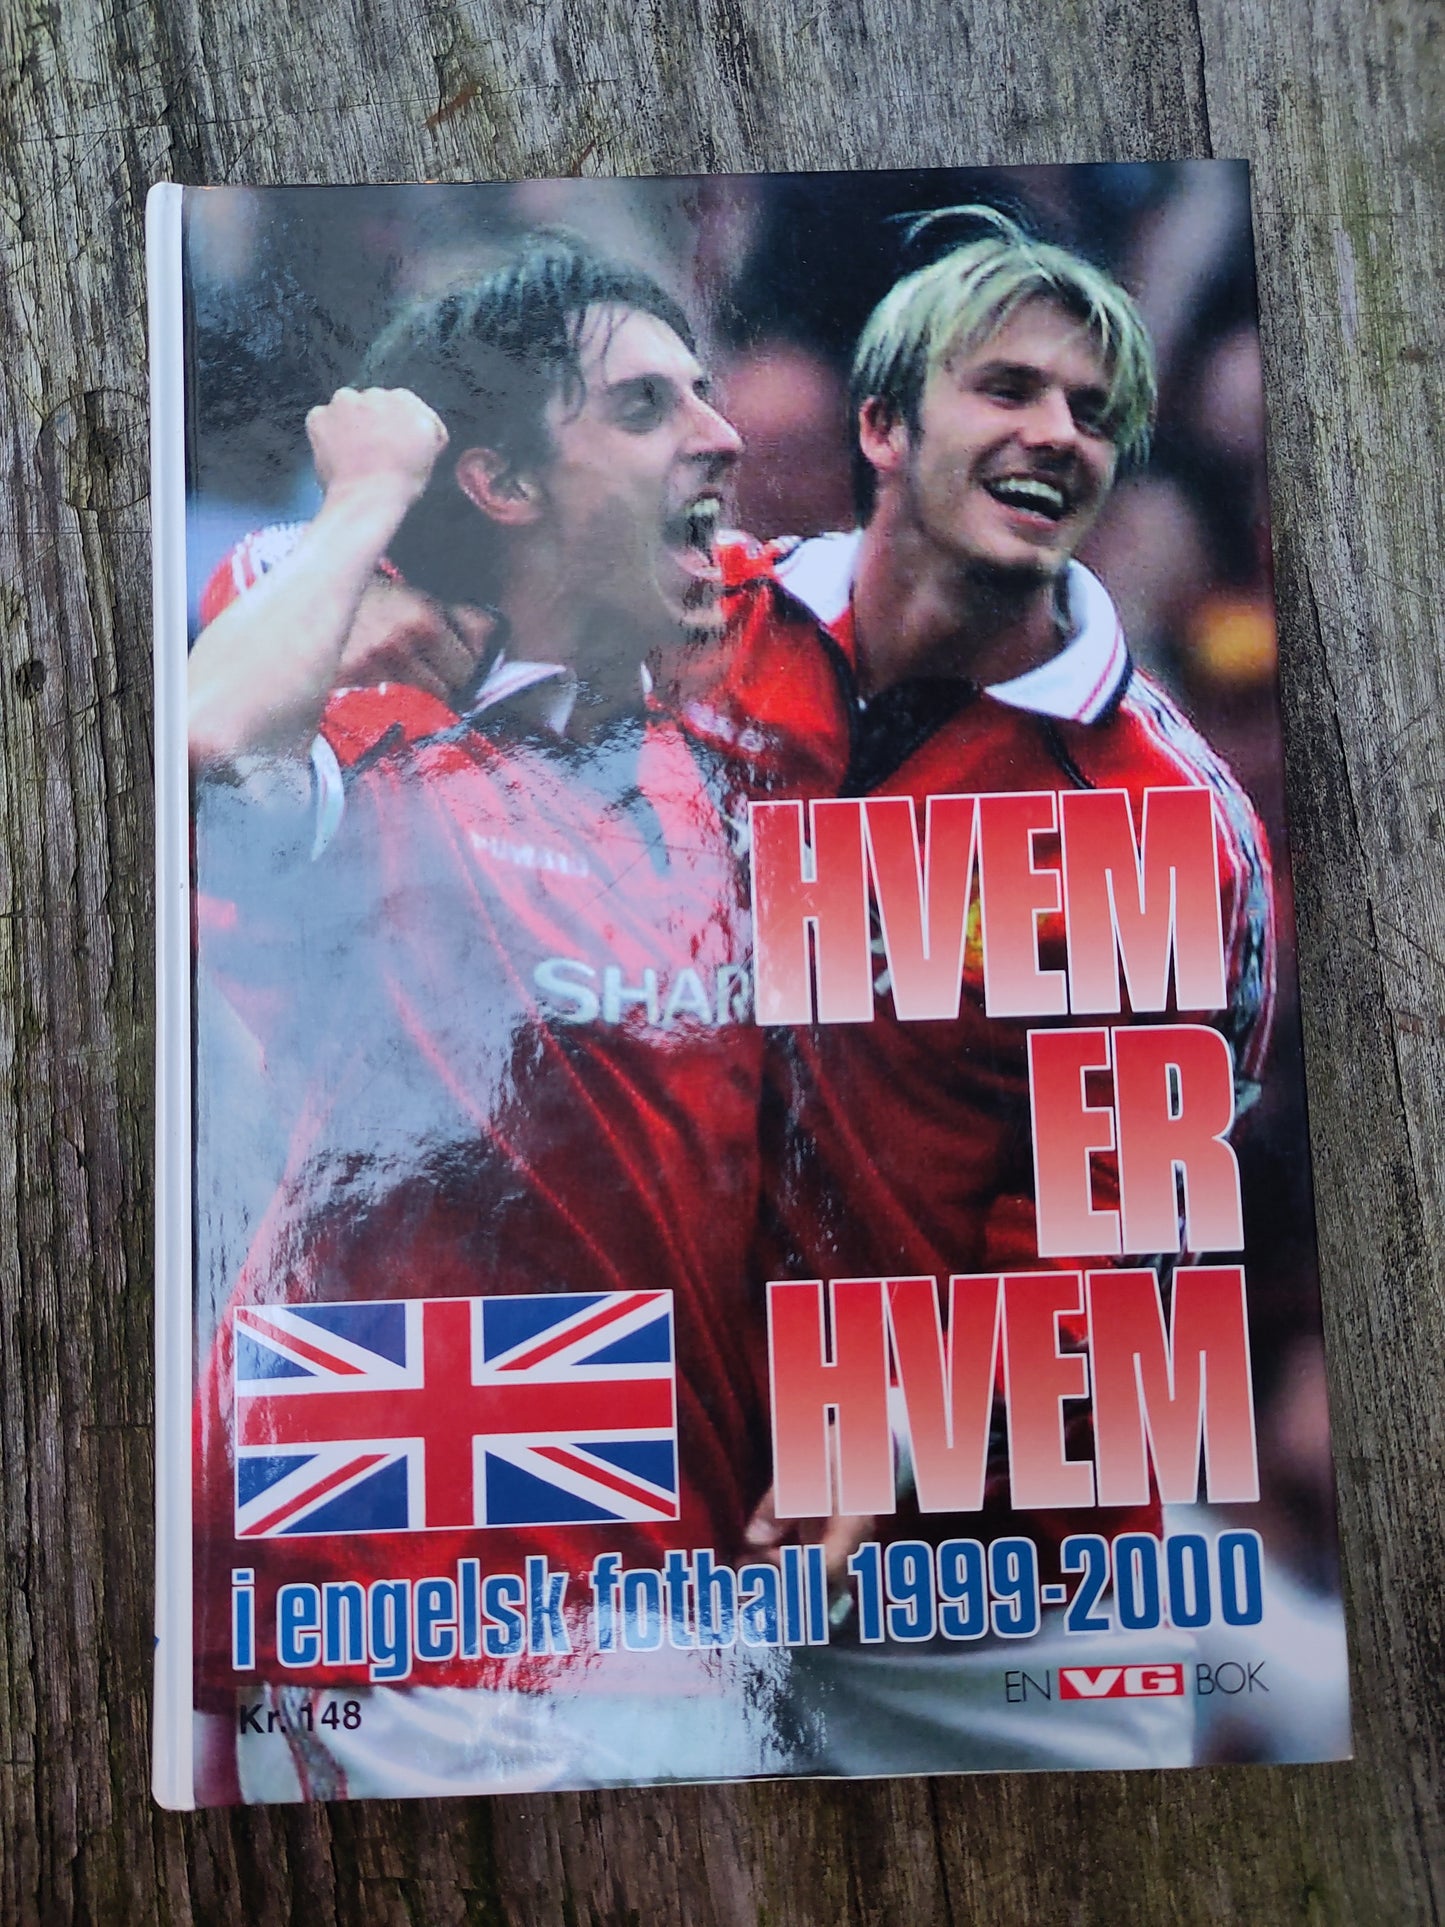 SHAR
HVEM
ER
HVEM
i engelsk fotball 1999-2000
EN VG BOK
Kr. 148